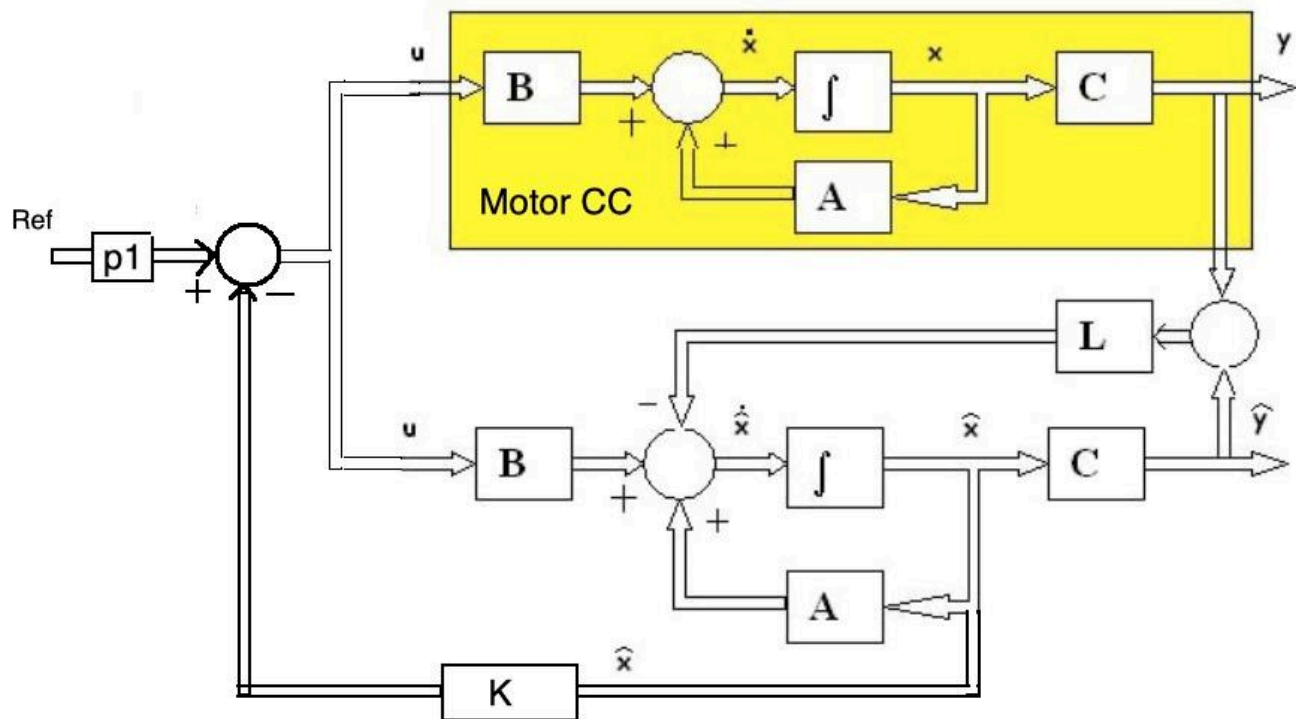 u
ẋ
x
y
B
∫
C
+
+
A
Motor CC
Ref
p1
+
−
L
−
u
x̂̇
x̂
ŷ
B
∫
C
+
+
A
x̂
K